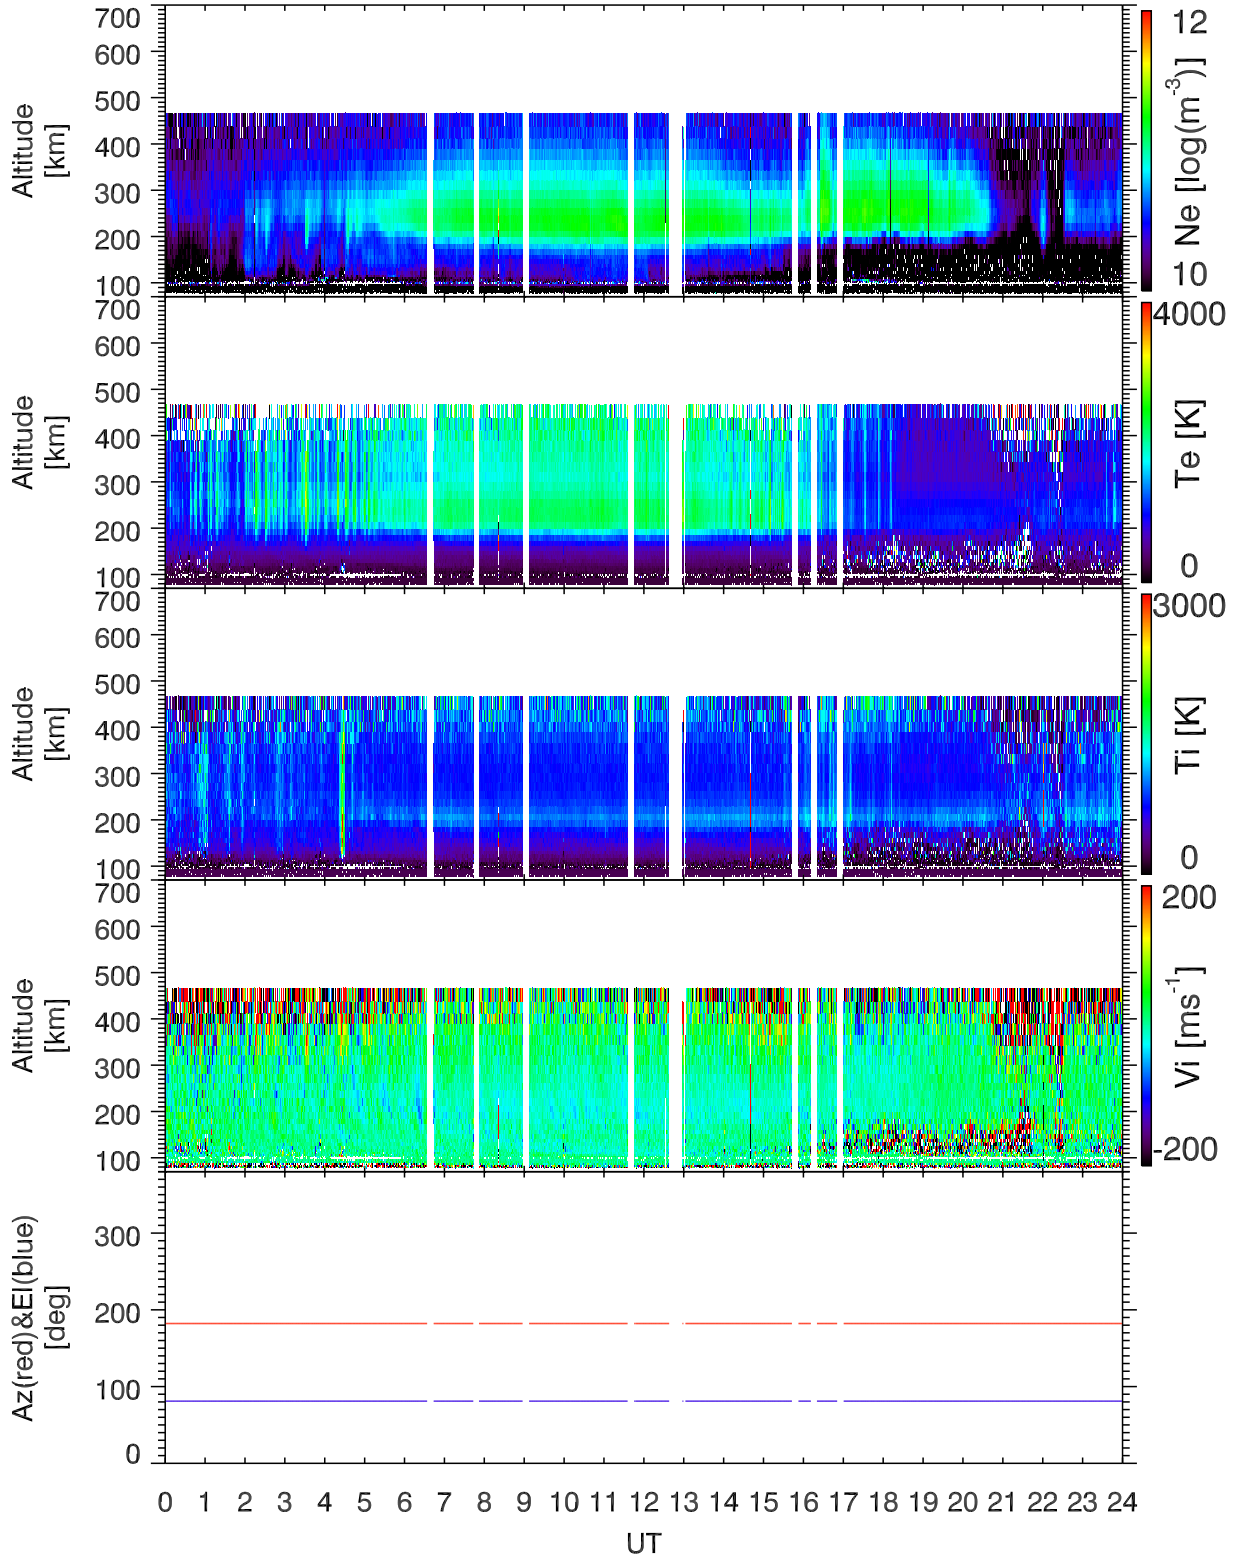 700
600
500
400
300
200
100
Altitude
[km]
12
10
Ne [log(m⁻³)]
700
600
500
400
300
200
100
Altitude
[km]
4000
0
Te [K]
700
600
500
400
300
200
100
Altitude
[km]
3000
0
Ti [K]
700
600
500
400
300
200
100
Altitude
[km]
200
-200
Vi [ms⁻¹]
300
200
100
0
Az(red)&El(blue)
[deg]
0 1 2 3 4 5 6 7 8 9 10 11 12 13 14 15 16 17 18 19 20 21 22 23 24
UT